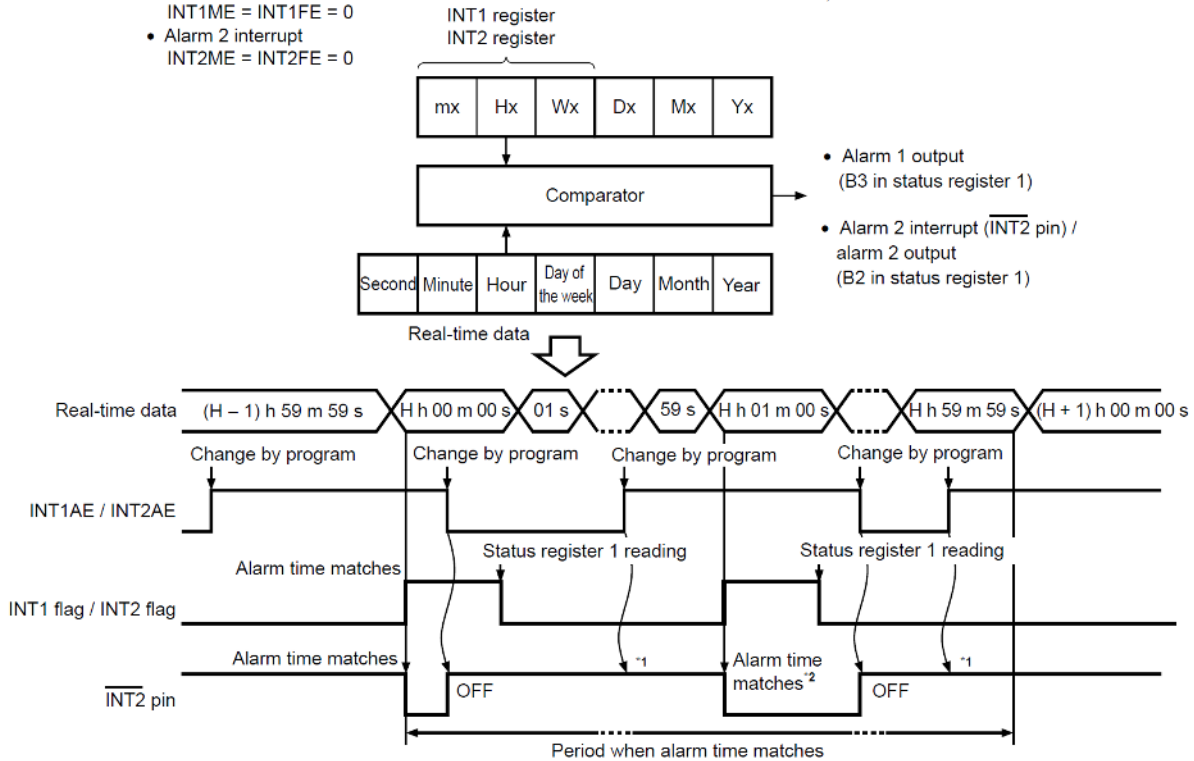 INT1ME = INT1FE = 0
• Alarm 2 interrupt
INT2ME = INT2FE = 0
INT1 register
INT2 register
mx Hx Wx Dx Mx Yx
Comparator
• Alarm 1 output
(B3 in status register 1)
• Alarm 2 interrupt (INT2 pin) /
alarm 2 output
(B2 in status register 1)
Second Minute Hour Day of the week Day Month Year
Real-time data
Real-time data (H – 1) h 59 m 59 s H h 00 m 00 s 01 s 59 s H h 01 m 00 s H h 59 m 59 s (H + 1) h 00 m 00 s
Change by program Change by program Change by program Change by program
INT1AE / INT2AE
Status register 1 reading Status register 1 reading
Alarm time matches
INT1 flag / INT2 flag
Alarm time matches *1 Alarm time matches*2 *1
OFF OFF
INT2 pin
Period when alarm time matches